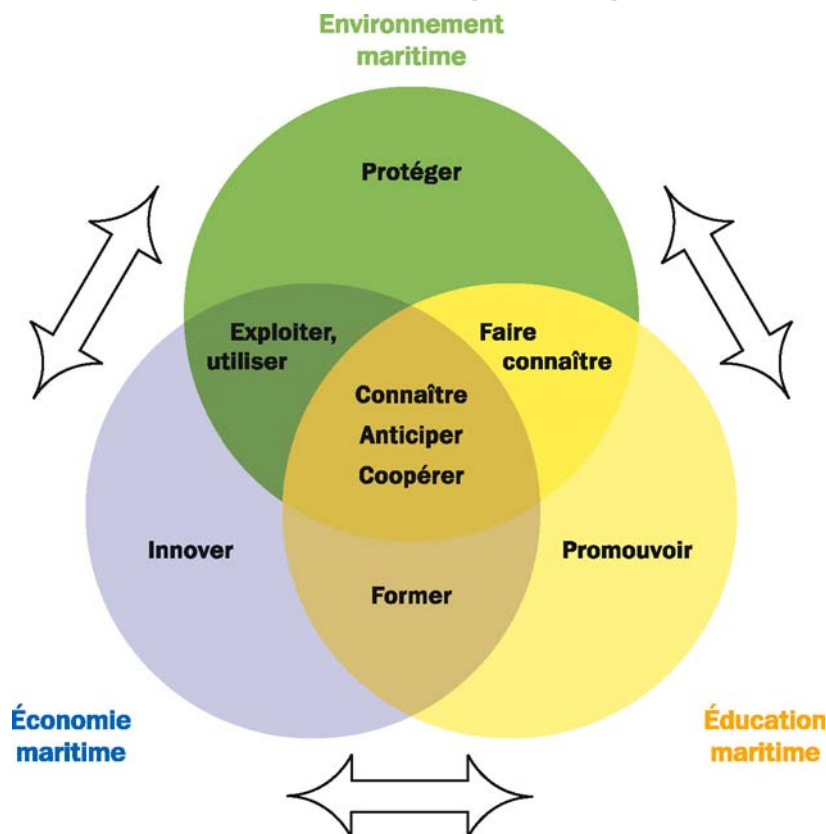 Environnement
maritime
Protéger
Exploiter,
utiliser
Faire
connaître
Connaître
Anticiper
Coopérer
Innover
Promouvoir
Former
Économie
maritime
Éducation
maritime